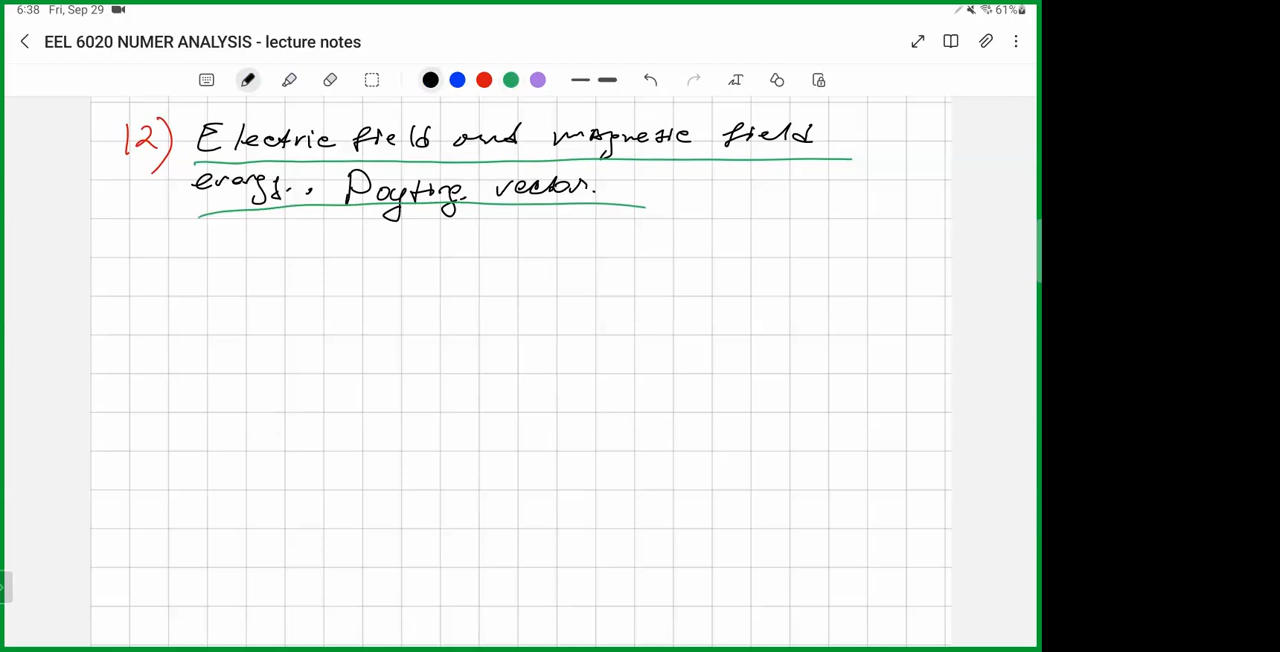 6:38 Fri, Sep 29
61%
EEL 6020 NUMER ANALYSIS - lecture notes
12) Electric field and magnetic field
energy. Poyting vector.